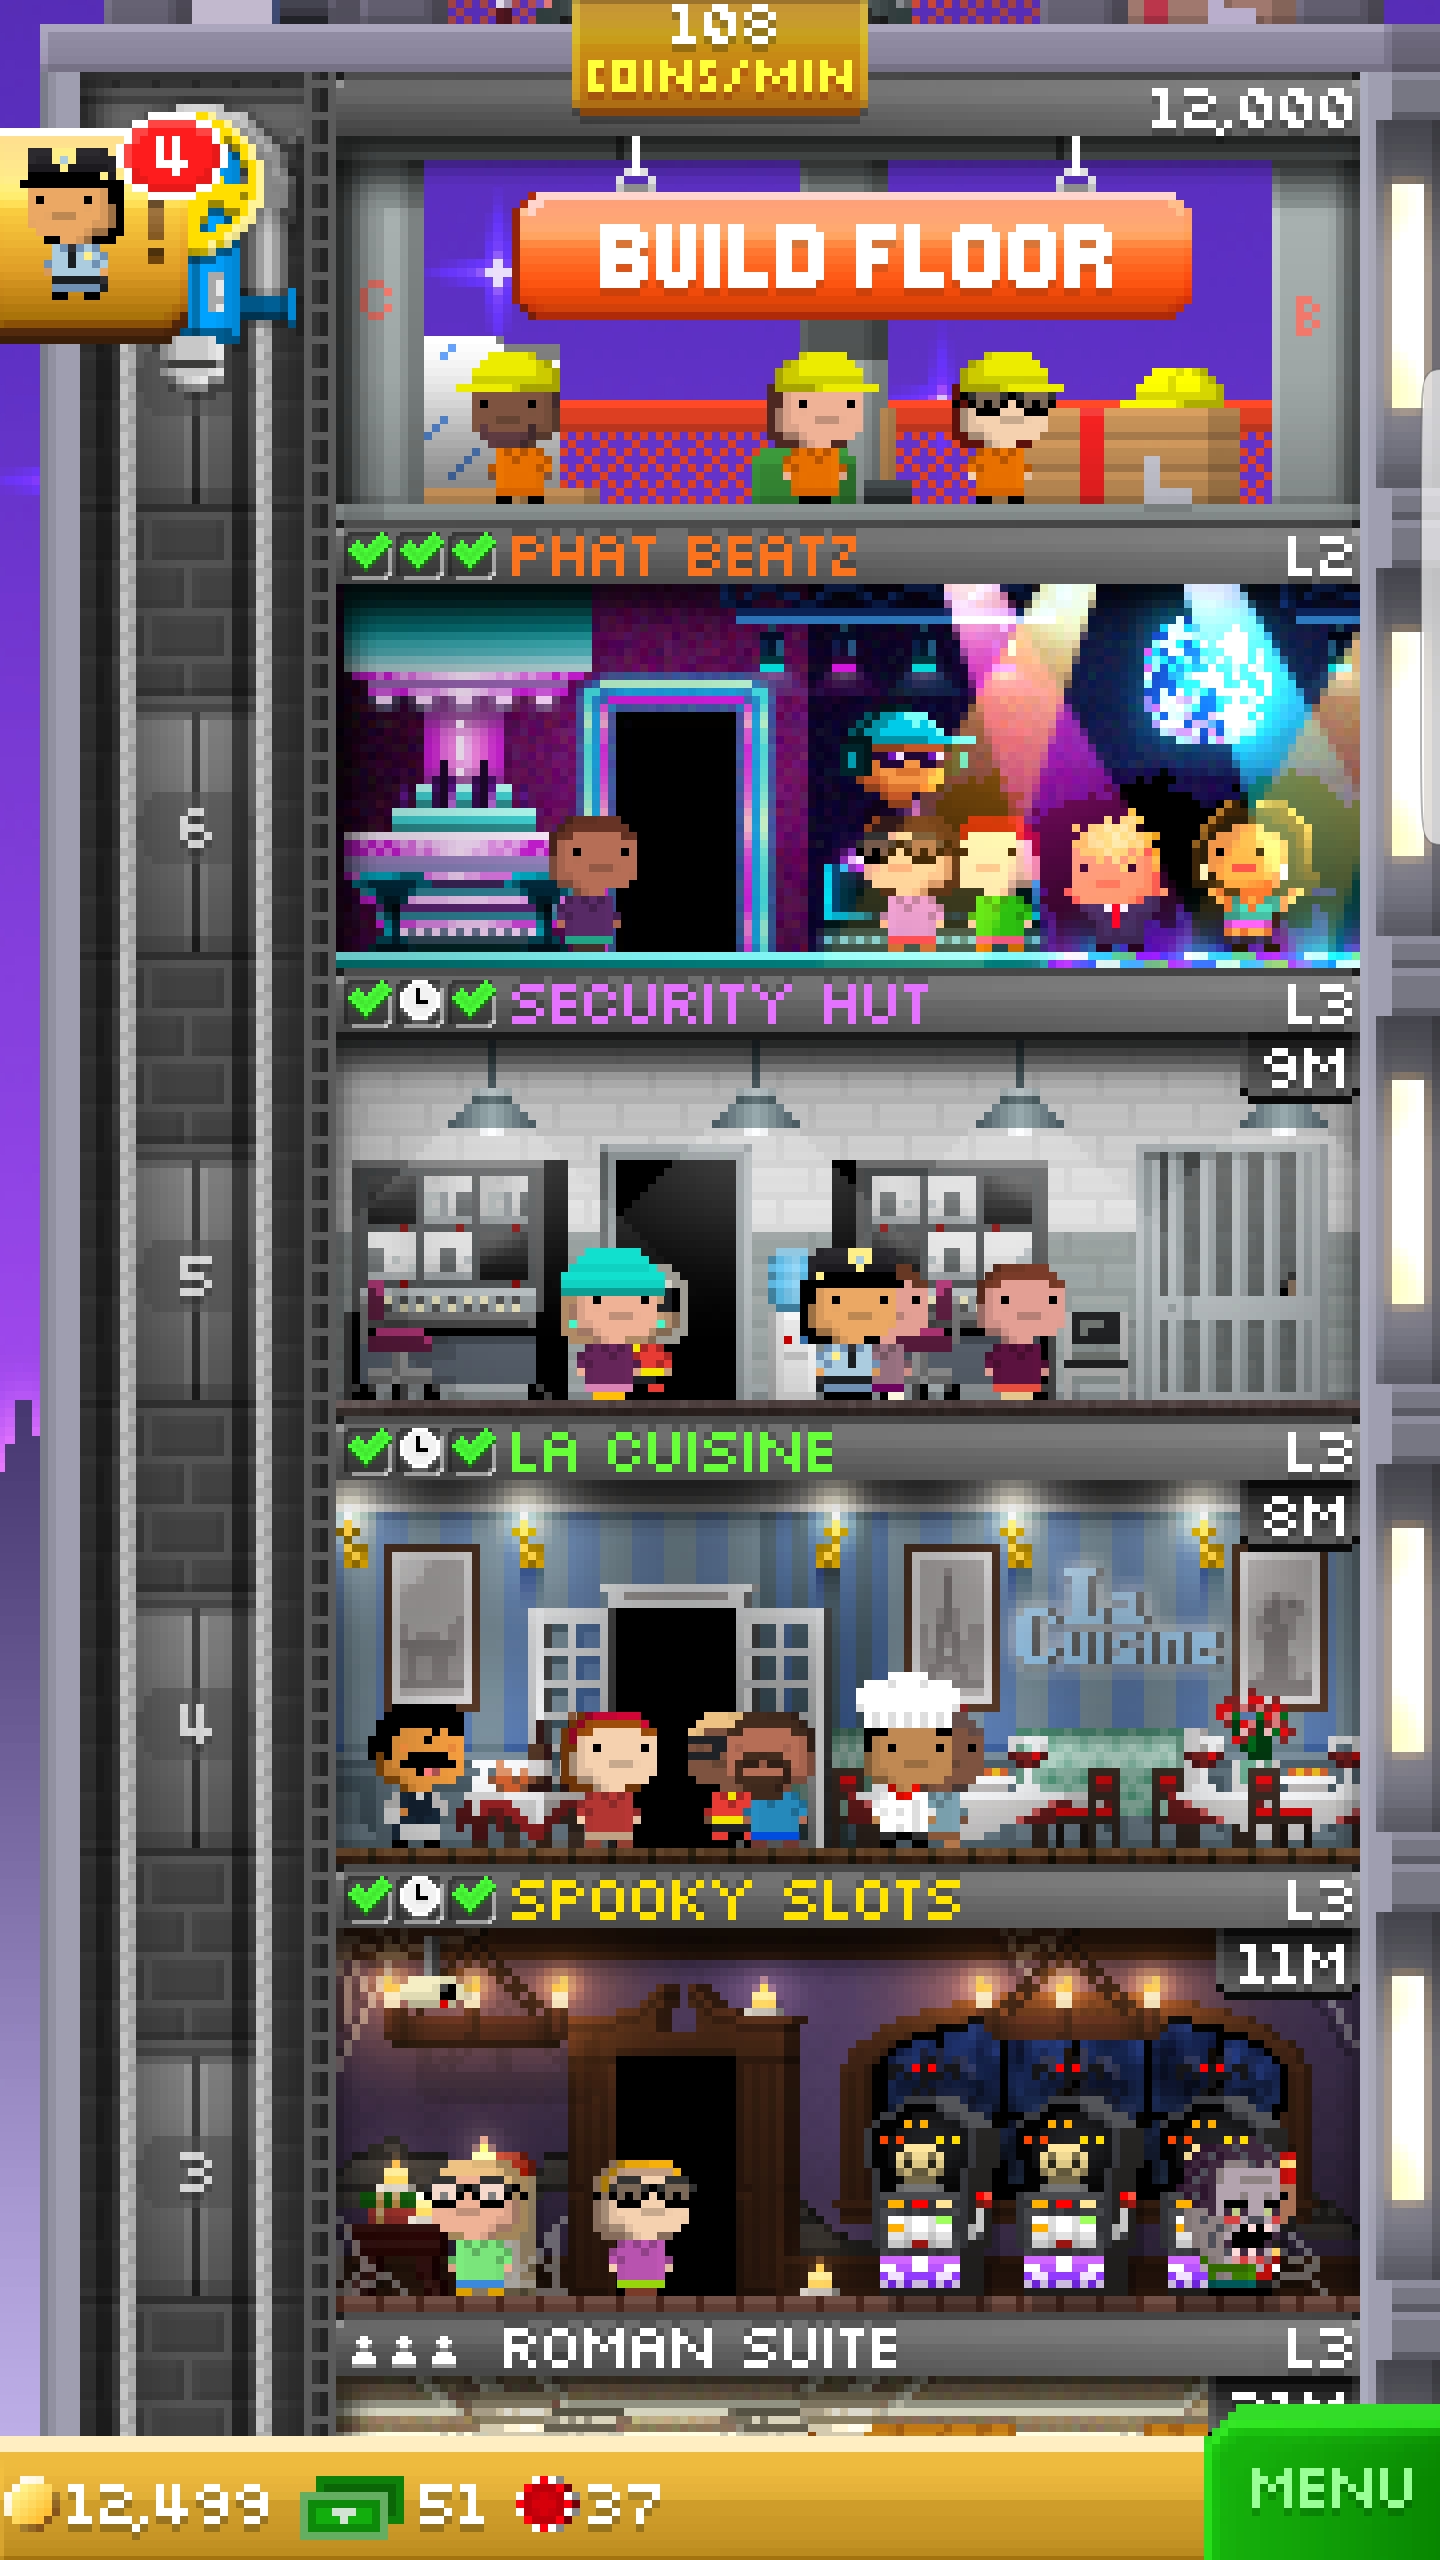 108
COINS/MIN
12,000
4
!
C
BUILD FLOOR
B
PHAT BEATZ L2
6
SECURITY HUT L3
9M
5
LA CUISINE L3
8M
La
Cuisine
4
SPOOKY SLOTS L3
11M
3
ROMAN SUITE L3
12,499 51 37
MENU